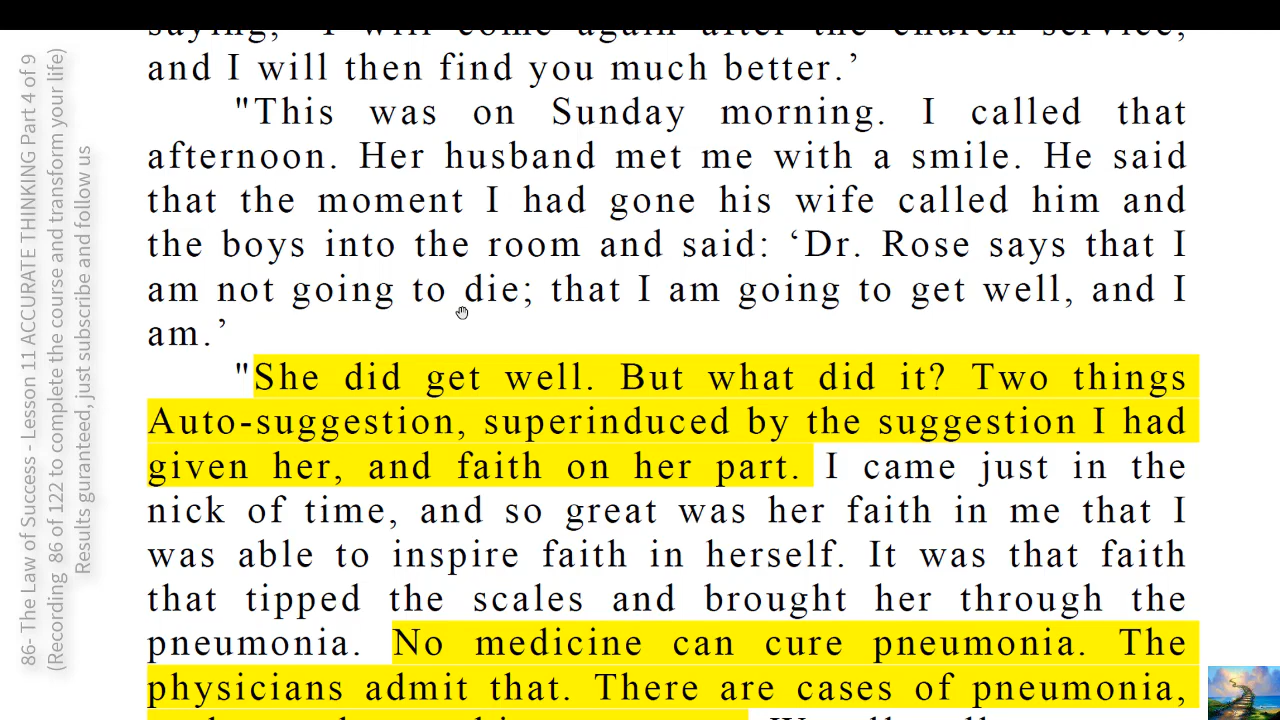 saying, I will come again after the church service,
and I will then find you much better.’
"This was on Sunday morning. I called that
afternoon. Her husband met me with a smile. He said
that the moment I had gone his wife called him and
the boys into the room and said: ‘Dr. Rose says that I
am not going to die; that I am going to get well, and I
am.’
"She did get well. But what did it? Two things
Auto-suggestion, superinduced by the suggestion I had
given her, and faith on her part. I came just in the
nick of time, and so great was her faith in me that I
was able to inspire faith in herself. It was that faith
that tipped the scales and brought her through the
pneumonia. No medicine can cure pneumonia. The
physicians admit that. There are cases of pneumonia,
86- The Law of Success - Lesson 11 ACCURATE THINKING Part 4 of 9
(Recording 86 of 122 to complete the course and transform your life)
Results guranteed, just subscribe and follow us